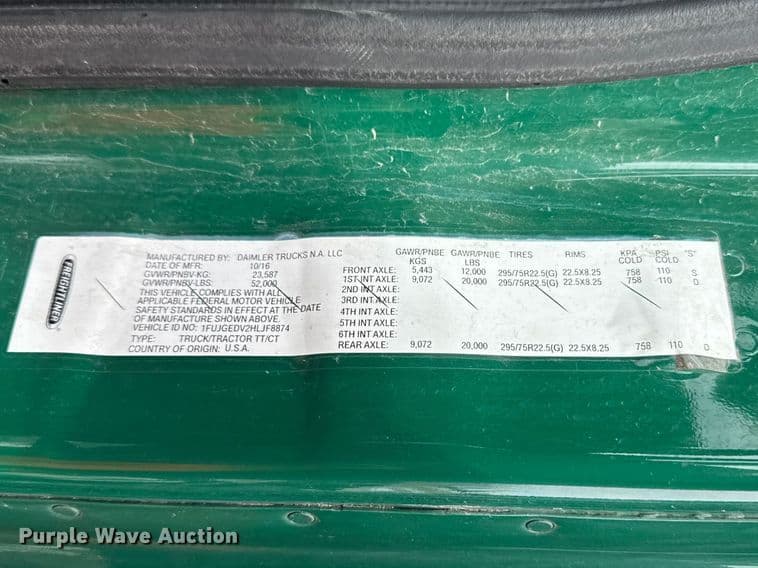 FREIGHTLINER
MANUFACTURED BY: DAIMLER TRUCKS N.A. LLC
DATE OF MFR: 10/16
GVWR/PNBV-KG: 23,587
GVWR/PNBV-LBS: 52,000
THIS VEHICLE COMPLIES WITH ALL
APPLICABLE FEDERAL MOTOR VEHICLE
SAFETY STANDARDS IN EFFECT AT THE DATE
OF MANUFACTURE SHOWN ABOVE.
VEHICLE ID NO: 1FUJGEDV2HLJF8874
TYPE: TRUCK/TRACTOR TT/CT
COUNTRY OF ORIGIN: U.S.A.
GAWR/PNBE GAWR/PNBE TIRES RIMS KPA PSI "S"
KGS LBS COLD COLD
FRONT AXLE: 5,443 12,000 295/75R22.5(G) 22.5X8.25 758 110 S
1ST INT AXLE: 9,072 20,000 295/75R22.5(G) 22.5X8.25 758 110 D
2ND INT AXLE:
3RD INT AXLE:
4TH INT AXLE:
5TH INT AXLE:
6TH INT AXLE:
REAR AXLE: 9,072 20,000 295/75R22.5(G) 22.5X8.25 758 110 D
Purple Wave Auction